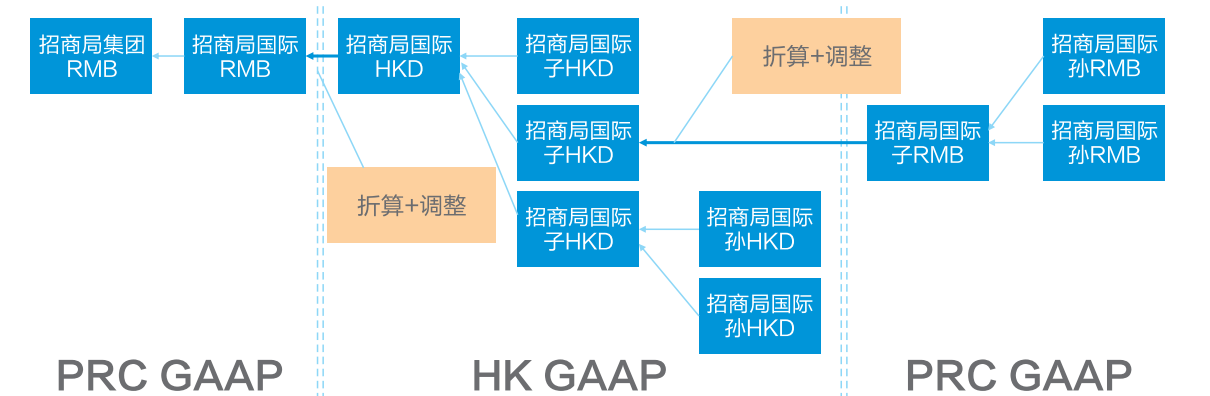 招商局集团
RMB
招商局国际
RMB
招商局国际
HKD
招商局国际
子HKD
折算+调整
招商局国际
孙RMB
招商局国际
子HKD
招商局国际
子RMB
招商局国际
孙RMB
折算+调整
招商局国际
子HKD
招商局国际
孙HKD
招商局国际
孙HKD
PRC GAAP
HK GAAP
PRC GAAP